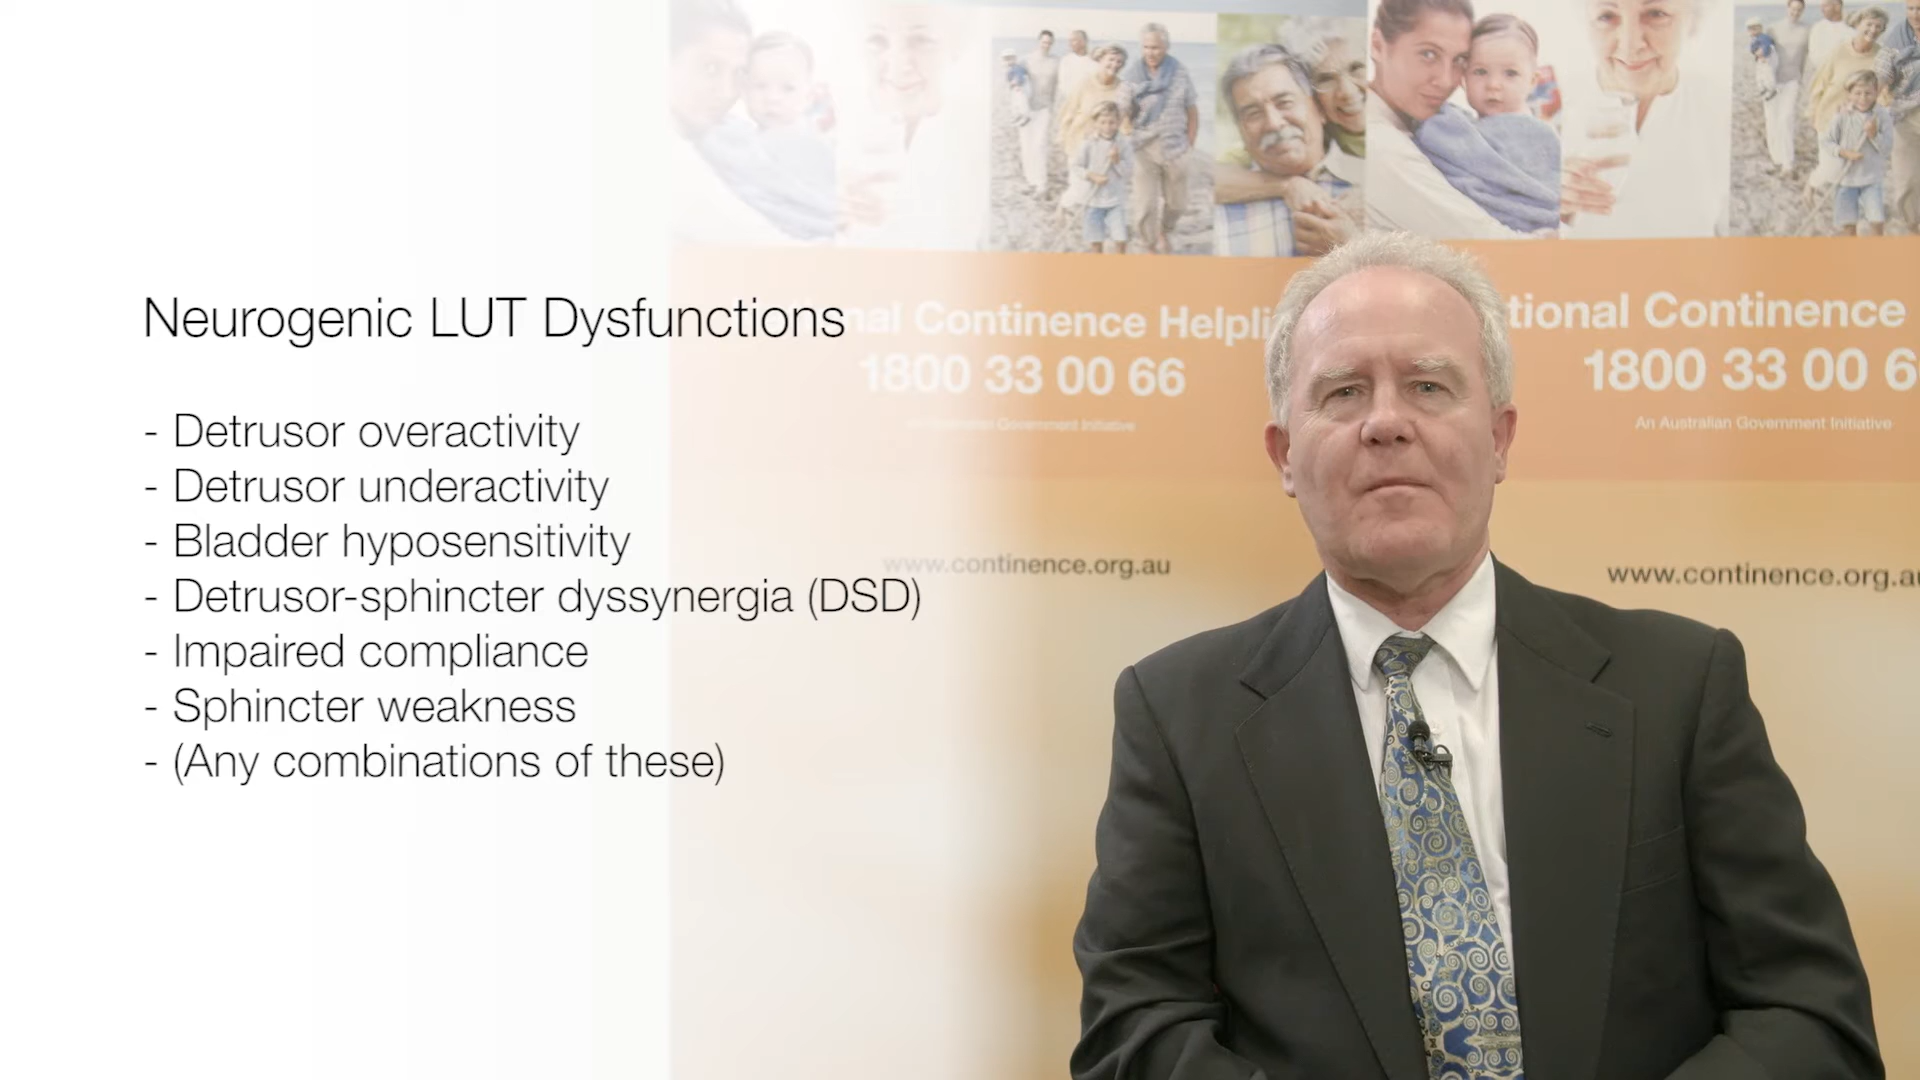 Neurogenic LUT Dysfunctions
- Detrusor overactivity
- Detrusor underactivity
- Bladder hyposensitivity
- Detrusor-sphincter dyssynergia (DSD)
- Impaired compliance
- Sphincter weakness
- (Any combinations of these)
Continence
1800 33 00 66
Government Initiative
www.continence.org.au
Continence
1800 33 00 6
An Australian Government Initiative
www.continence.org.au